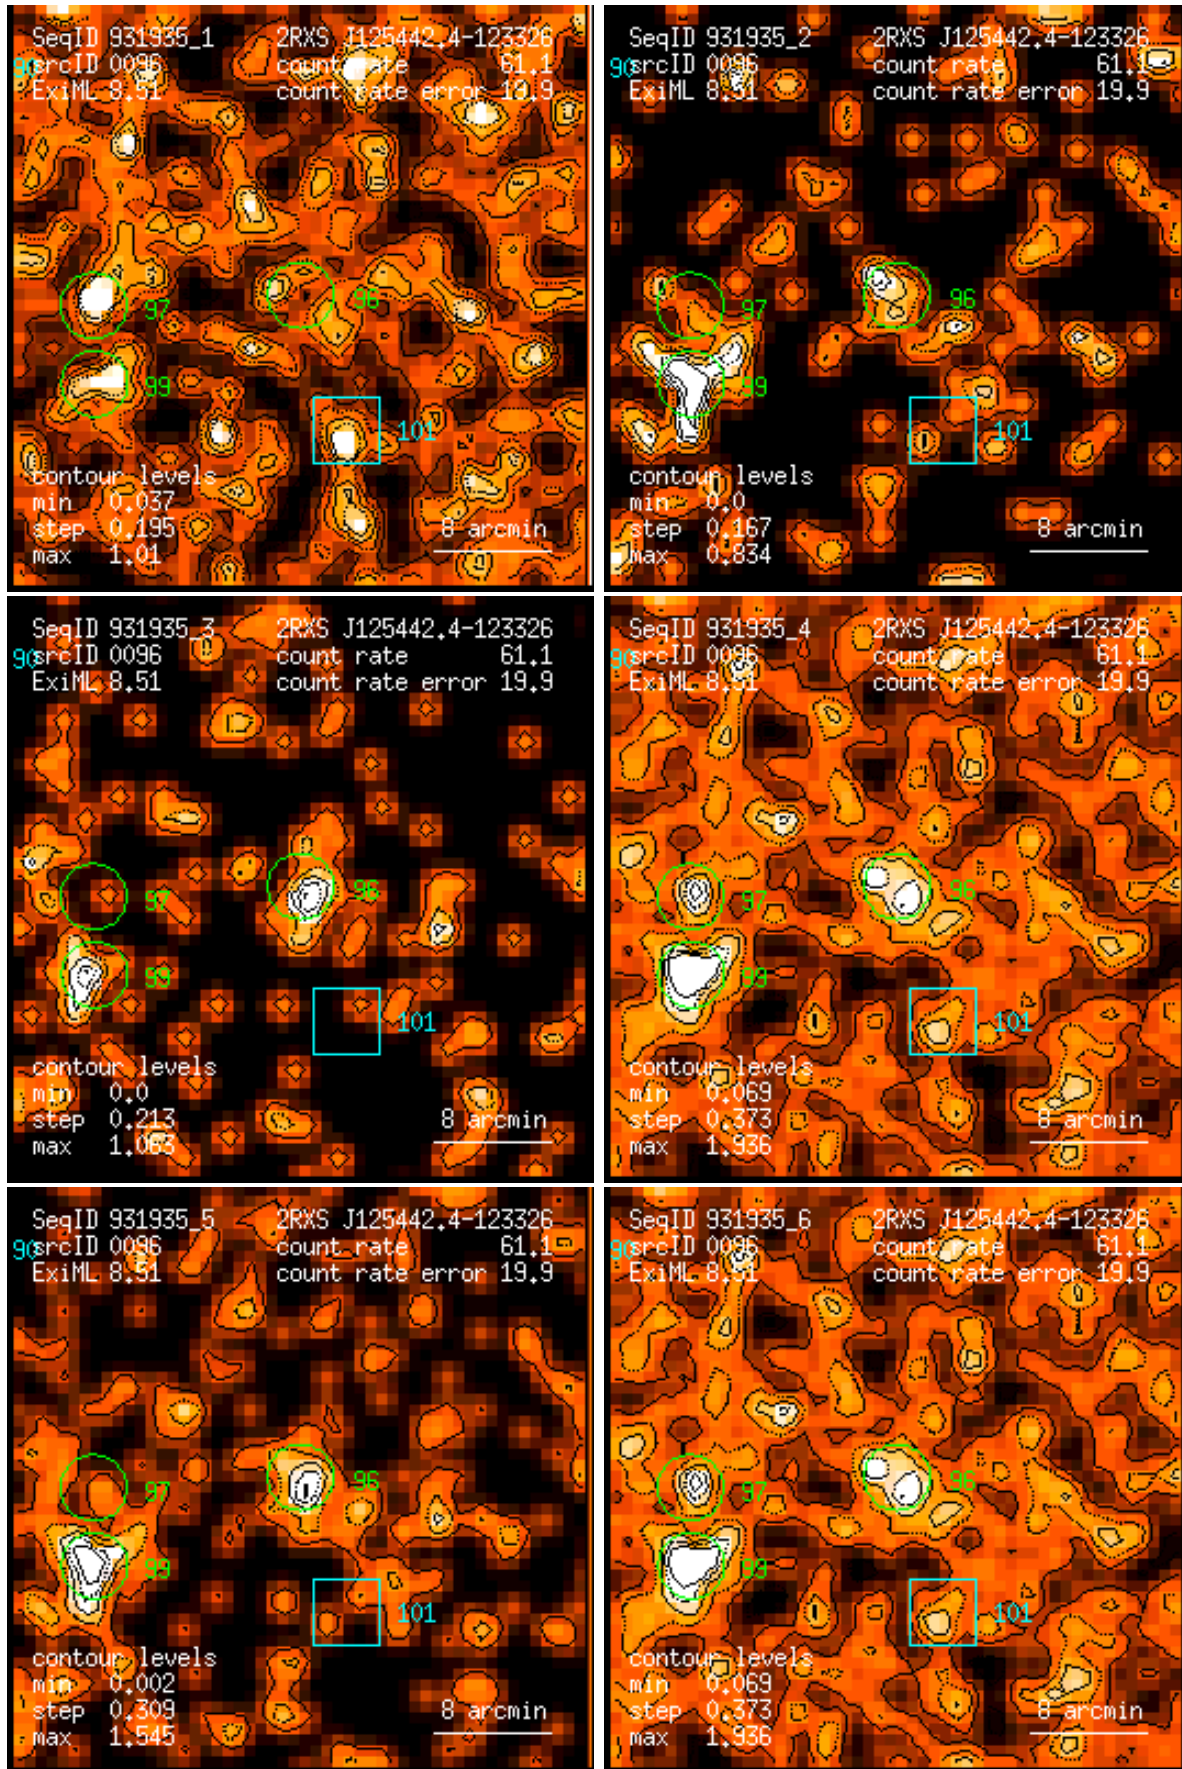 SeqID 931935_1 2RXS J125442.4-123326
90 srcID 0096 count rate 61.1
ExiML 8.51 count rate error 19.9
97 96
99
101
contour levels
min 0.037
step 0.195 8 arcmin
max 1.01
SeqID 931935_2 2RXS J125442.4-123326
90 srcID 0096 count rate 61.1
ExiML 8.51 count rate error 19.9
97 96
99
101
contour levels
min 0.0
step 0.167 8 arcmin
max 0.834
SeqID 931935_3 2RXS J125442.4-123326
90 srcID 0096 count rate 61.1
ExiML 8.51 count rate error 19.9
97 96
99
101
contour levels
min 0.0
step 0.213 8 arcmin
max 1.063
SeqID 931935_4 2RXS J125442.4-123326
90 srcID 0096 count rate 61.1
ExiML 8.51 count rate error 19.9
97 96
99
101
contour levels
min 0.069
step 0.373 8 arcmin
max 1.936
SeqID 931935_5 2RXS J125442.4-123326
90 srcID 0096 count rate 61.1
ExiML 8.51 count rate error 19.9
97 96
99
101
contour levels
min 0.002
step 0.309 8 arcmin
max 1.545
SeqID 931935_6 2RXS J125442.4-123326
90 srcID 0096 count rate 61.1
ExiML 8.51 count rate error 19.9
97 96
99
101
contour levels
min 0.069
step 0.373 8 arcmin
max 1.936